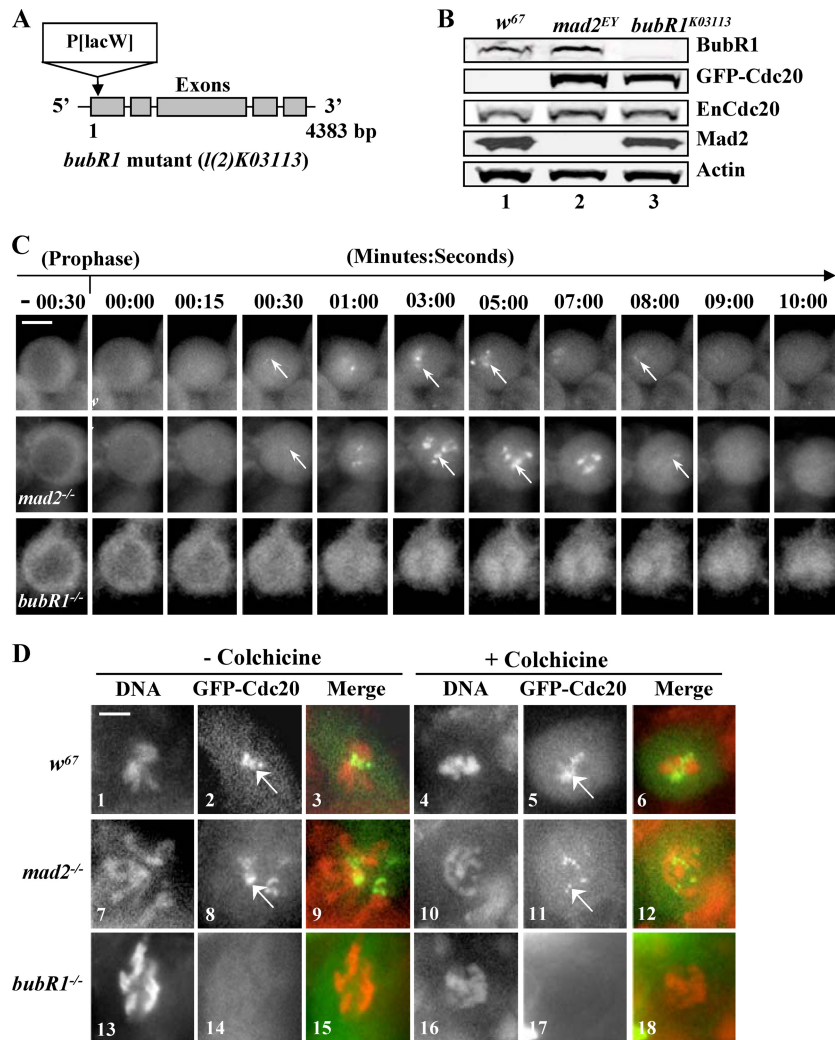 A
P[lacW]
Exons
5’ 3’
1 4383 bp
bubR1 mutant (l(2)K03113)
B
w67 mad2EY bubR1K03113
BubR1
GFP-Cdc20
EnCdc20
Mad2
Actin
1 2 3
C
(Prophase) (Minutes:Seconds)
- 00:30 00:00 00:15 00:30 01:00 03:00 05:00 07:00 08:00 09:00 10:00
w
mad2-/-
bubR1-/-
D
- Colchicine + Colchicine
DNA GFP-Cdc20 Merge DNA GFP-Cdc20 Merge
w67
1 2 3 4 5 6
mad2-/-
7 8 9 10 11 12
bubR1-/-
13 14 15 16 17 18